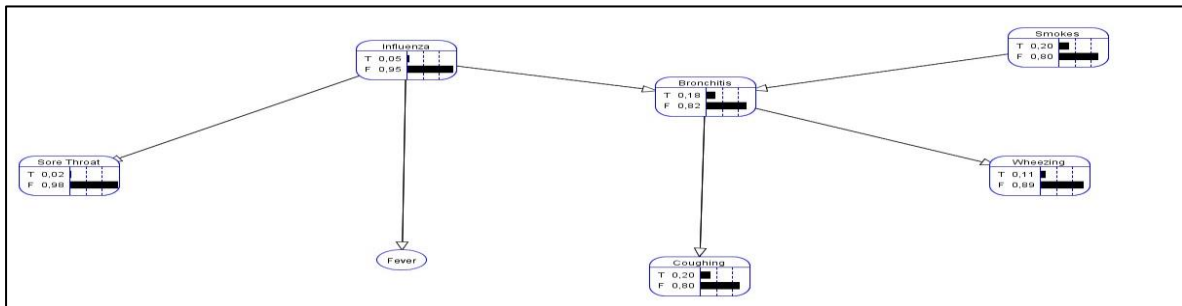 Influenza
T 0,05
F 0,95
Smokes
T 0,20
F 0,80
Bronchitis
T 0,18
F 0,82
Sore Throat
T 0,02
F 0,98
Wheezing
T 0,11
F 0,89
Fever
Coughing
T 0,20
F 0,80